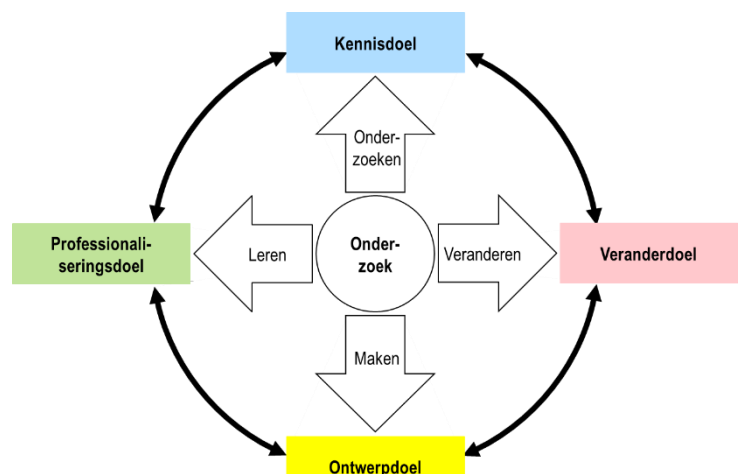 Kennisdoel
Onder-
zoeken
Professionali-
seringsdoel
Leren
Onder-
zoek
Veranderen
Veranderdoel
Maken
Ontwerpdoel